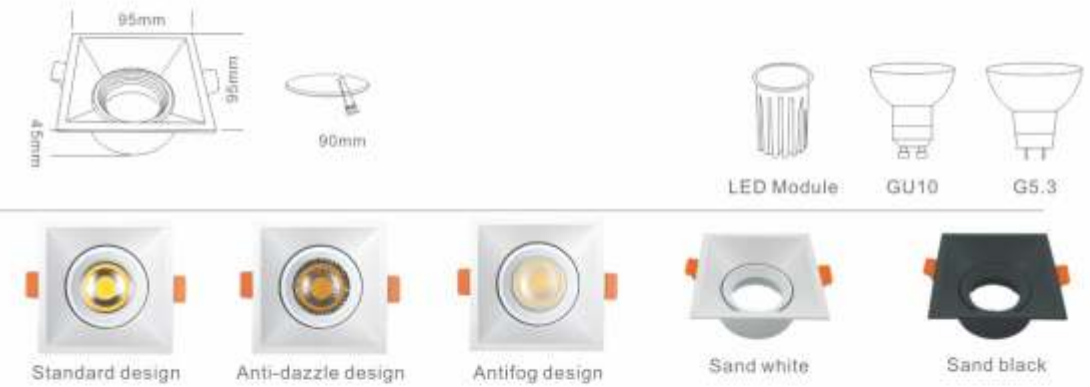 95mm
95mm
45mm
90mm
LED Module
GU10
G5.3
Standard design
Anti-dazzle design
Antifog design
Sand white
Sand black